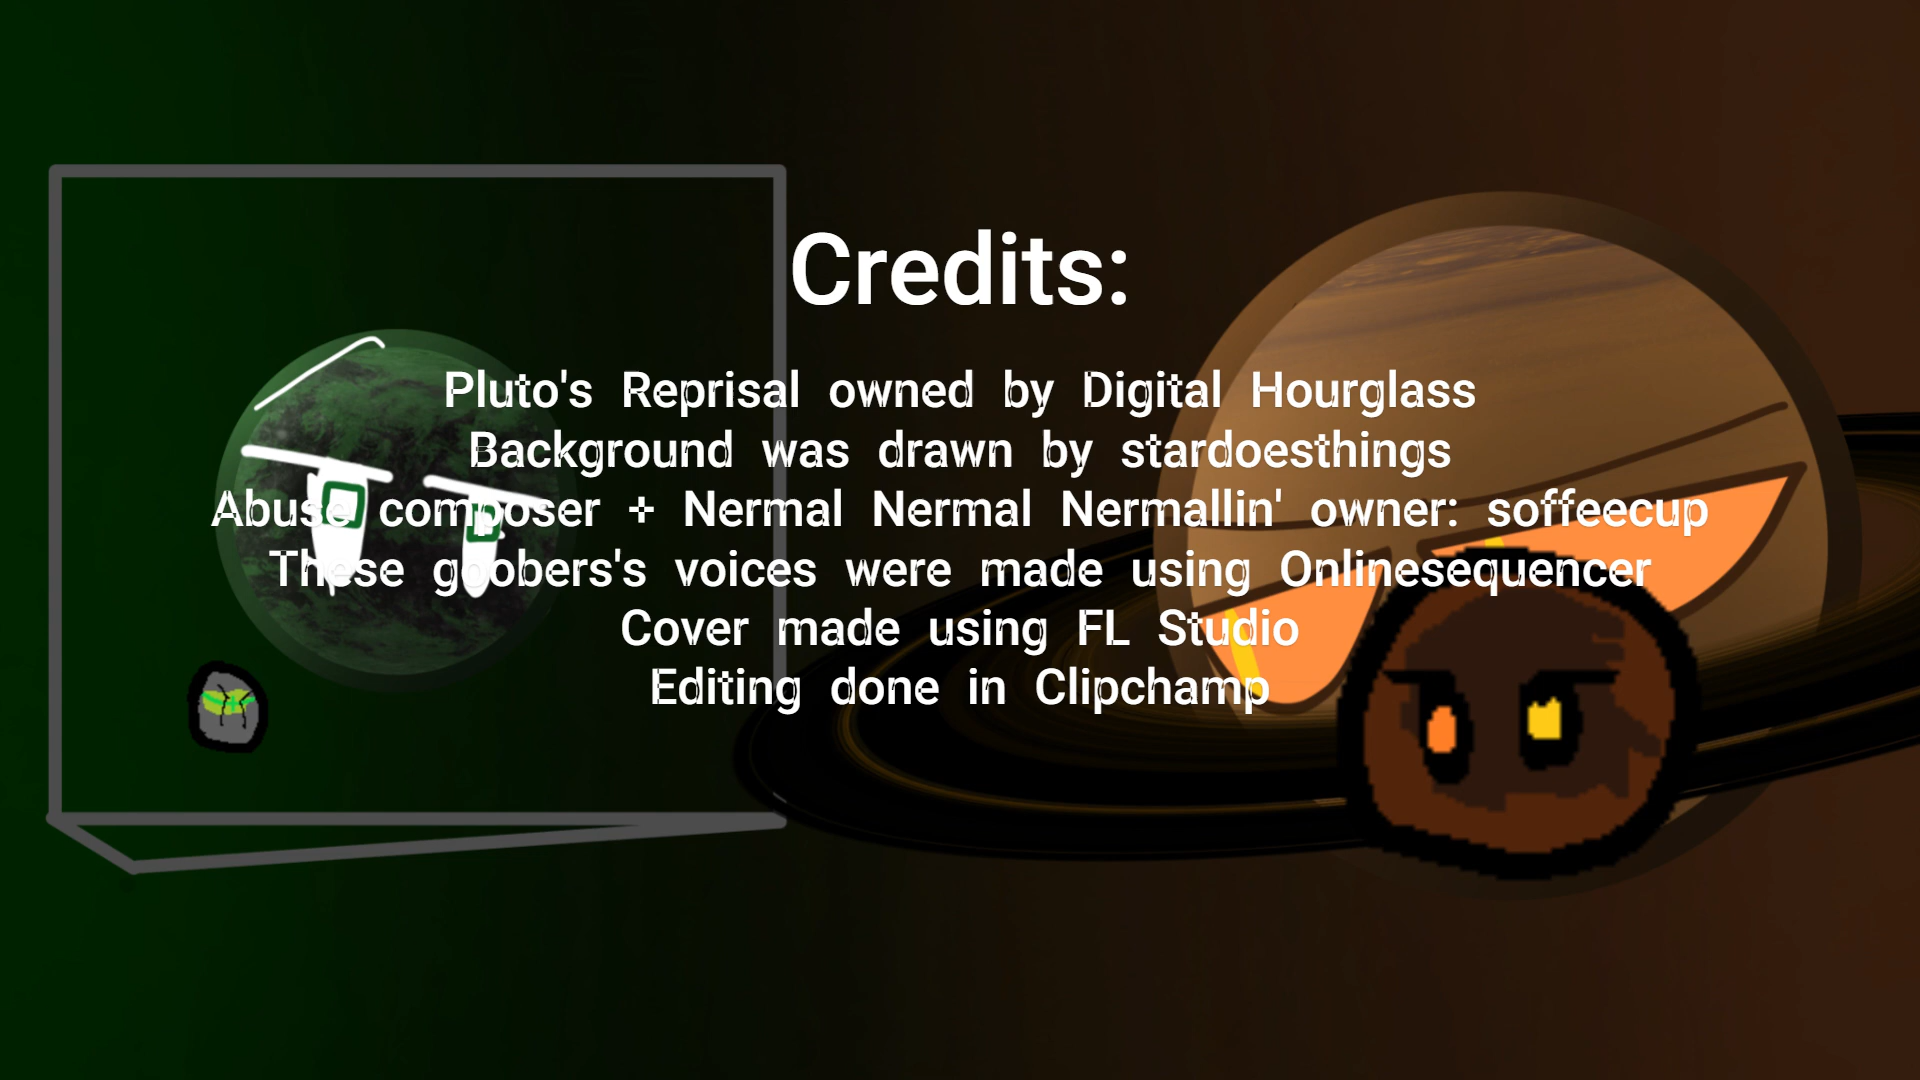 Credits:
Pluto's Reprisal owned by Digital Hourglass
Background was drawn by stardoesthings
Abuse composer + Nermal Nermal Nermallin' owner: soffeecup
These goobers's voices were made using Onlinesequencer
Cover made using FL Studio
Editing done in Clipchamp